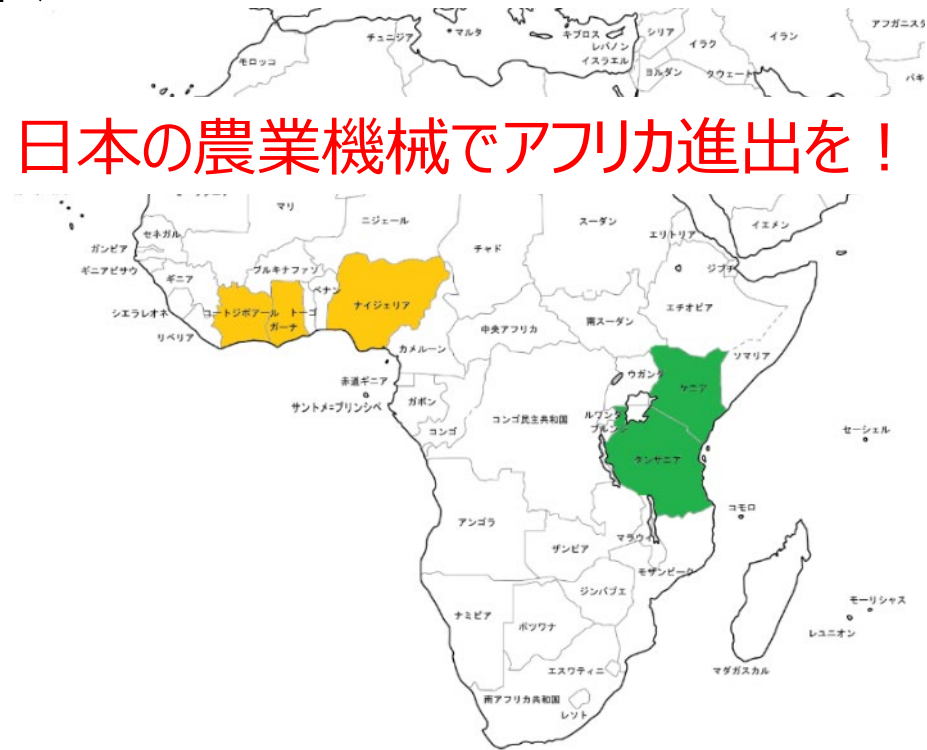 チュニジア
マルタ
キプロス
レバノン
イスラエル
シリア
イラク
イラン
アフガニスタ
モロッコ
ヨルダン
クウェート
パキ
日本の農業機械でアフリカ進出を！
マリ
ニジェール
チャド
スーダン
エリトリア
イエメン
セネガル
ガンビア
ギニアビサウ
ギニア
ブルキナファソ
ベナン
ナイジェリア
ジブチ
エチオピア
シエラレオネ
コートジボアール
トーゴ
ガーナ
リベリア
カメルーン
中央アフリカ
南スーダン
ソマリア
赤道ギニア
サントメ=プリンシペ
ガボン
コンゴ
コンゴ民主共和国
ウガンダ
ケニア
ルワンダ
ブルンジ
タンザニア
セーシェル
アンゴラ
ザンビア
マラウイ
コモロ
モザンビーク
ジンバブエ
ナミビア
ボツワナ
モーリシャス
レユニオン
エスワティニ
マダガスカル
南アフリカ共和国
レソト